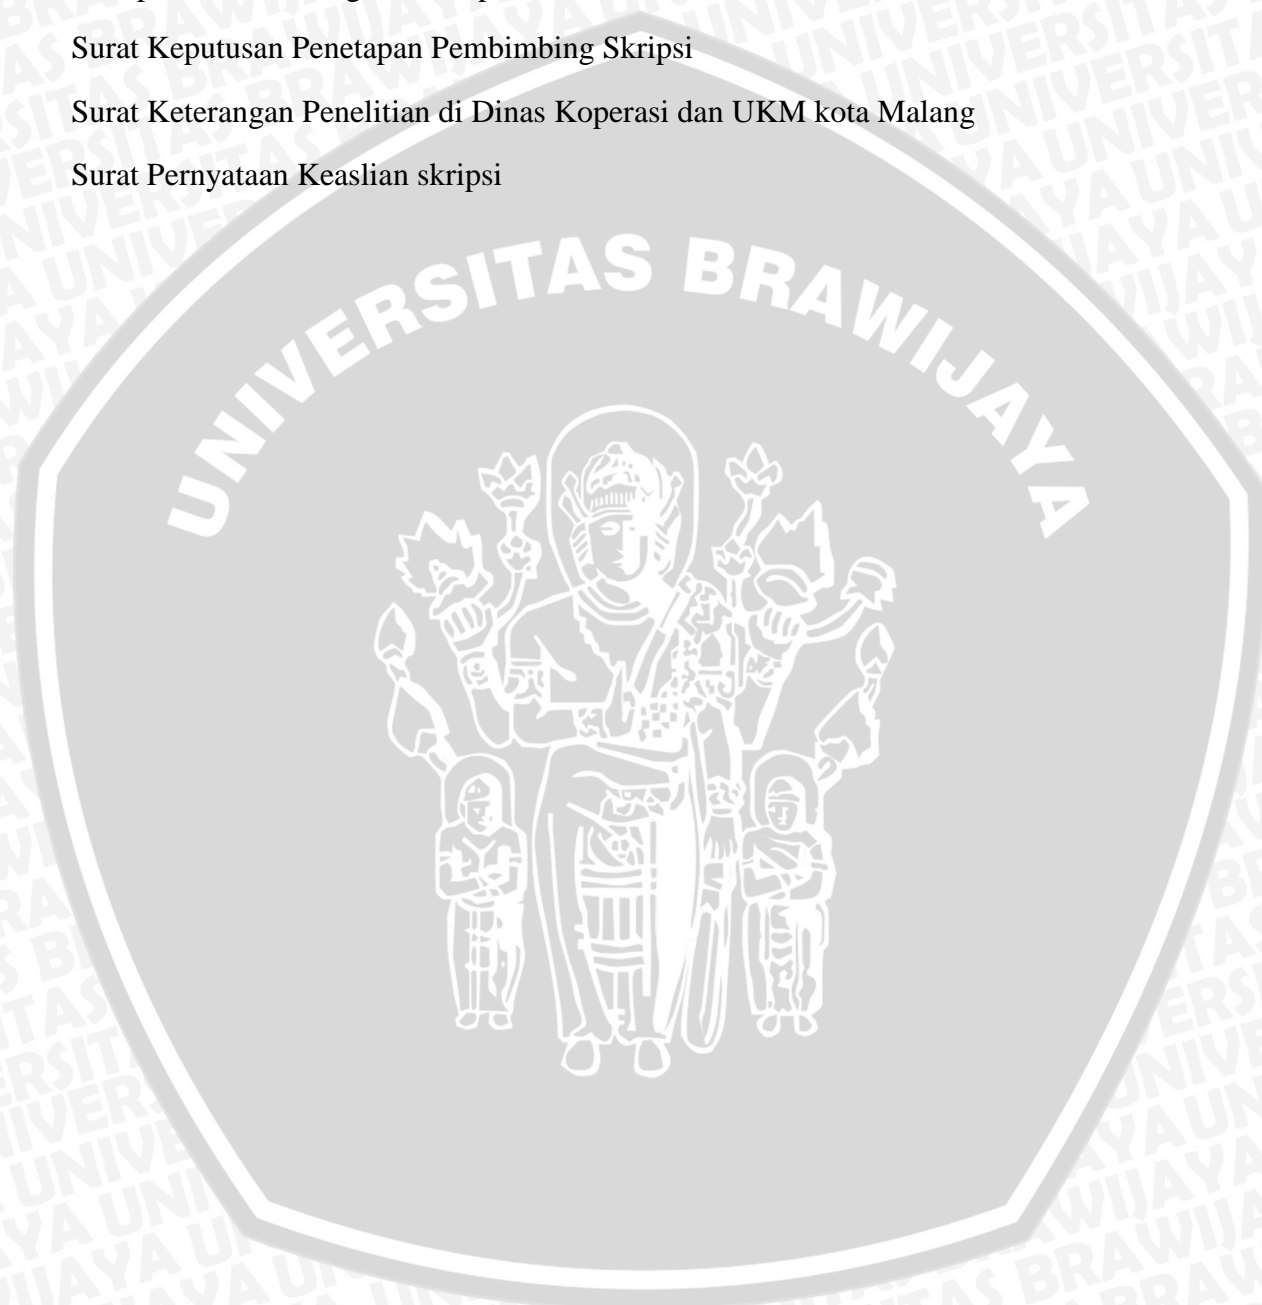 Surat Keputusan Penetapan Pembimbing Skripsi
Surat Keterangan Penelitian di Dinas Koperasi dan UKM kota Malang
Surat Pernyataan Keaslian skripsi
UNIVERSITAS BRAWIJAYA